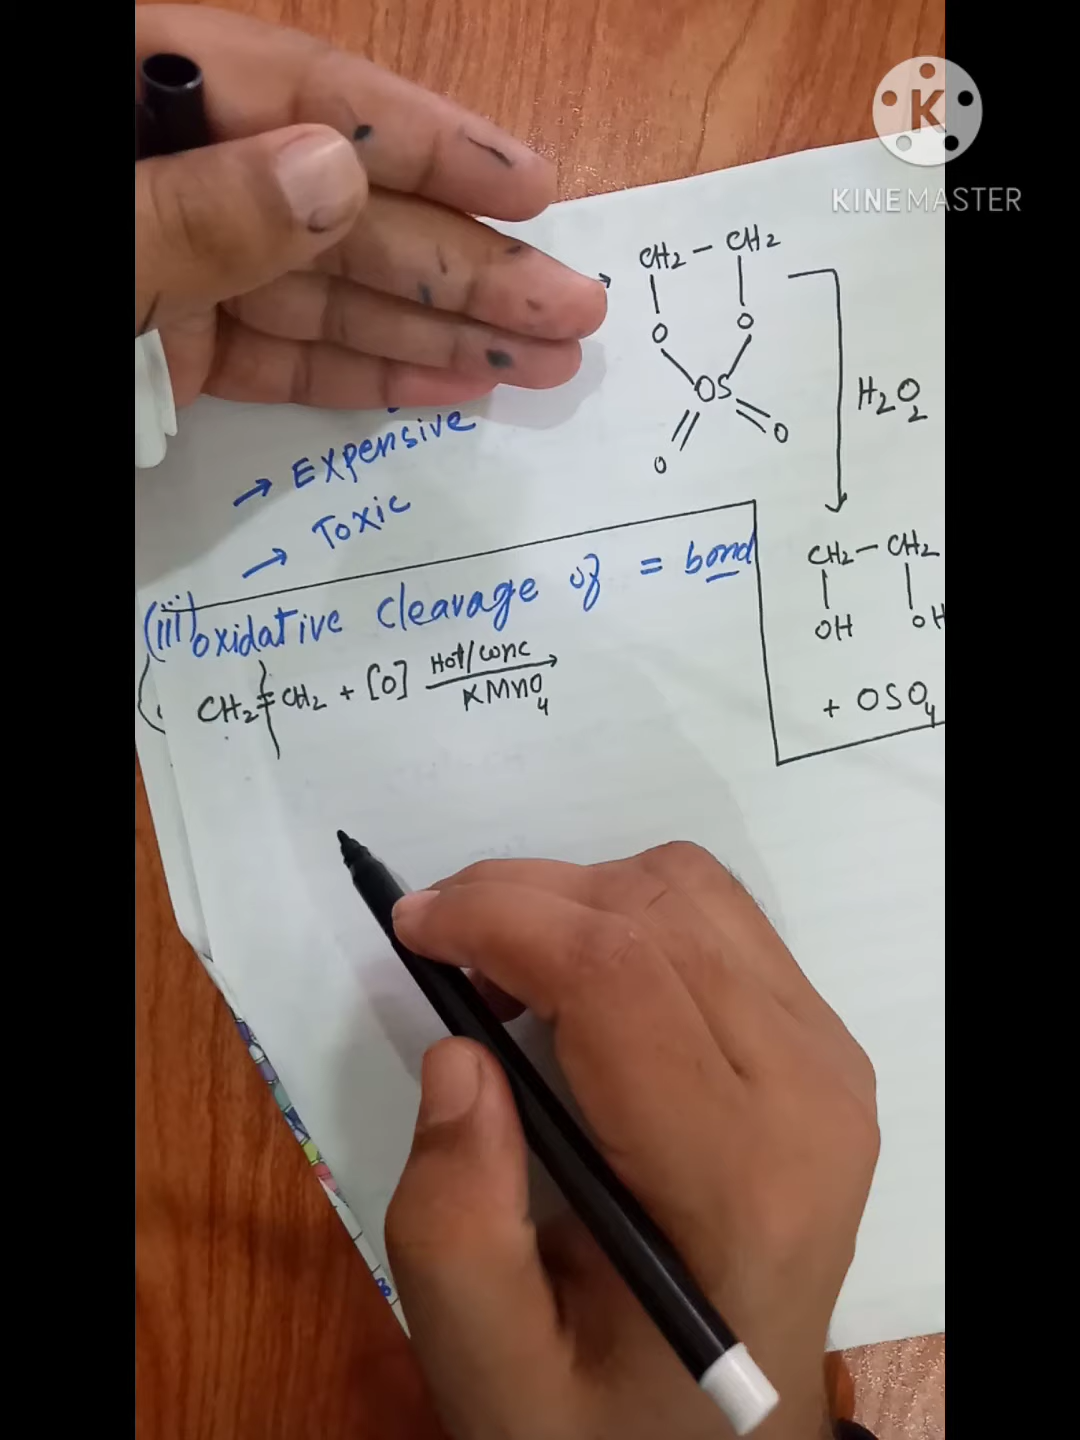 K
KINEMASTER
CH2 - CH2
O O
OS
O O
H2O2
→ Expensive
→ Toxic
CH2 - CH2
OH OH
+ OSO4
(iii) oxidative cleavage of = bond
CH2 = CH2 + [O] Hot/conc KMnO4 →